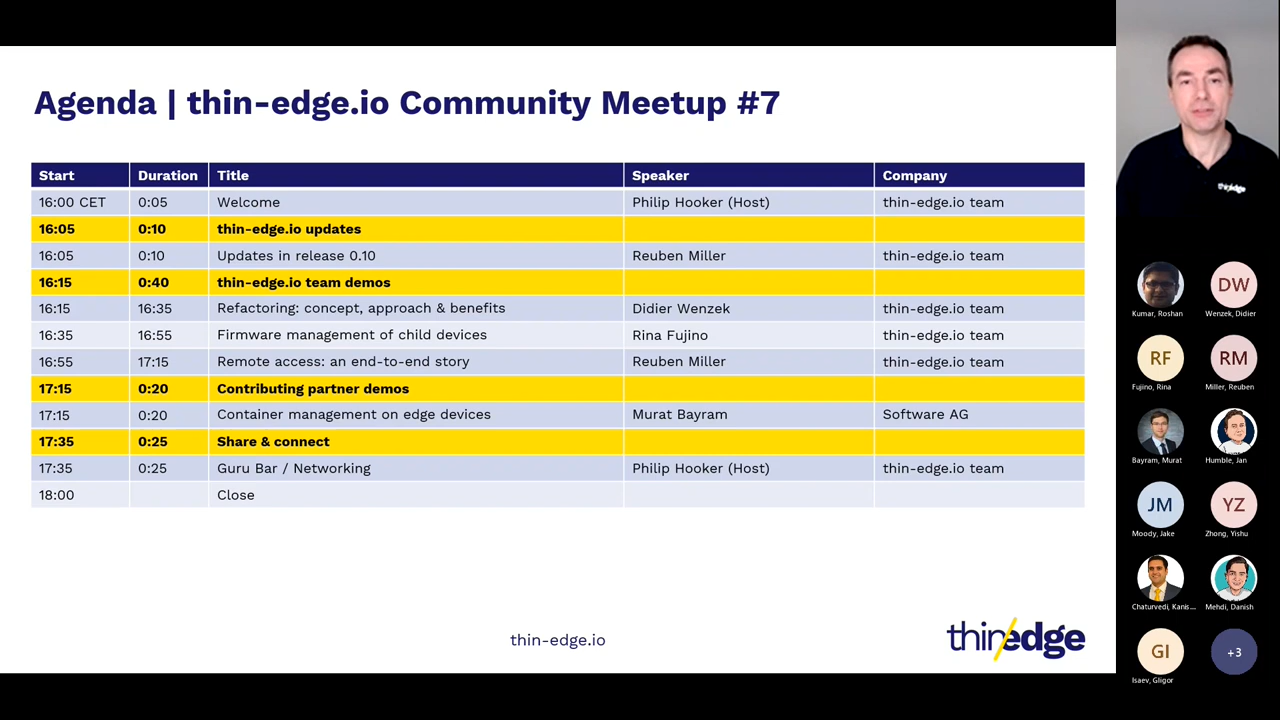 Agenda | thin-edge.io Community Meetup #7
Start Duration Title Speaker Company
16:00 CET 0:05 Welcome Philip Hooker (Host) thin-edge.io team
16:05 0:10 thin-edge.io updates
16:05 0:10 Updates in release 0.10 Reuben Miller thin-edge.io team
16:15 0:40 thin-edge.io team demos
16:15 16:35 Refactoring: concept, approach & benefits Didier Wenzek thin-edge.io team
16:35 16:55 Firmware management of child devices Rina Fujino thin-edge.io team
16:55 17:15 Remote access: an end-to-end story Reuben Miller thin-edge.io team
17:15 0:20 Contributing partner demos
17:15 0:20 Container management on edge devices Murat Bayram Software AG
17:35 0:25 Share & connect
17:35 0:25 Guru Bar / Networking Philip Hooker (Host) thin-edge.io team
18:00 Close
thin-edge.io
thin/edge
DW
Kumar, Roshan Wenzek, Didier
RF RM
Fujino, Rina Miller, Reuben
Bayram, Murat Humble, Jan
JM YZ
Moody, Jake Zhong, Yishu
Chaturvedi, Kanis... Mehdi, Danish
GI +3
Isaev, Gligor